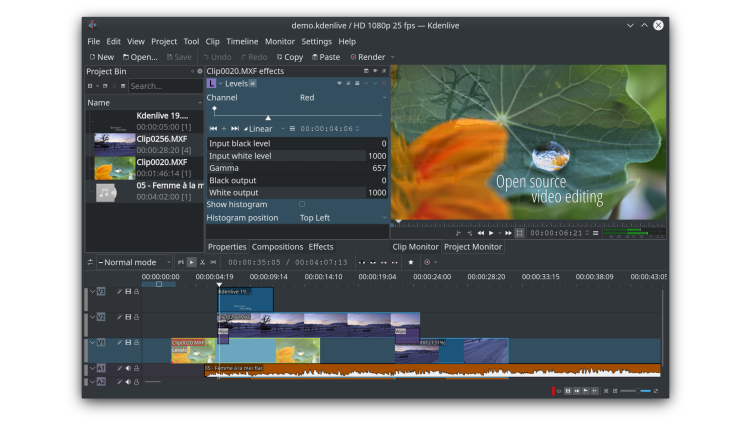 demo.kdenlive / HD 1080p 25 fps — Kdenlive
File Edit View Project Tool Clip Timeline Monitor Settings Help
New Open... Save Undo Redo Copy Paste Render
Project Bin
Clip0020.MXF effects
Search...
Name
Kdenlive 19....
00:00:05:00 [1]
Clip0256.MXF
00:00:28:20 [4]
Clip0020.MXF
00:01:46:14 [1]
05 - Femme à la m
00:04:02:00 [1]
L Levels
Channel Red
Linear 00:00:04:06
Input black level 0
Input white level 1000
Gamma 657
Black output 0
White output 1000
Show histogram
Histogram position Top Left
Properties Compositions Effects
Open source
video editing
00:00:06:21
Clip Monitor Project Monitor
Normal mode 00:00:35:05 / 00:04:07:13
00:00:00:00 00:00:04:19 00:00:09:14 00:00:14:10 00:00:19:04 00:00:24:00 00:00:28:20 00:00:33:15 00:00:38:09 00:00:43:05
V3
Kdenlive 19....
V2
V1
Clip0020.MXF
Levels
A1
05 - Femme à la mer.flac
A2